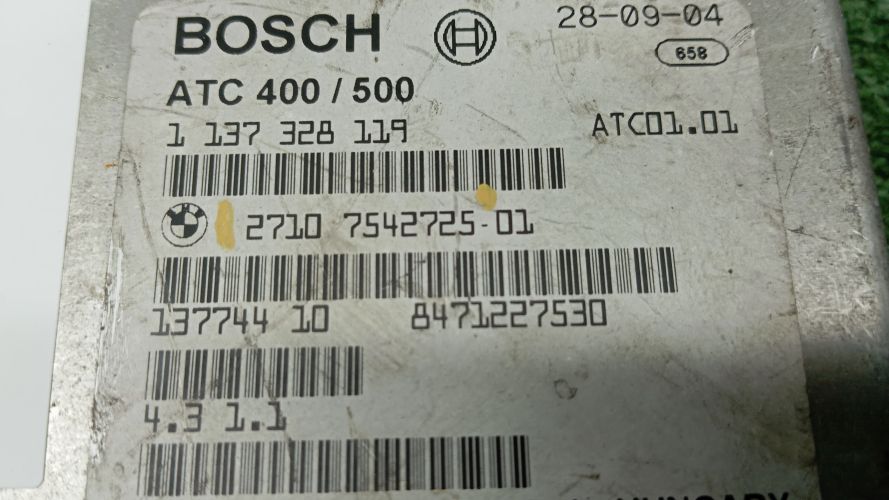 BOSCH 28-09-04
658
ATC 400 / 500
1 137 328 119 ATC01.01
2710 7542725-01
137744 10 8471227530
4.3 1.1
HUNGARY